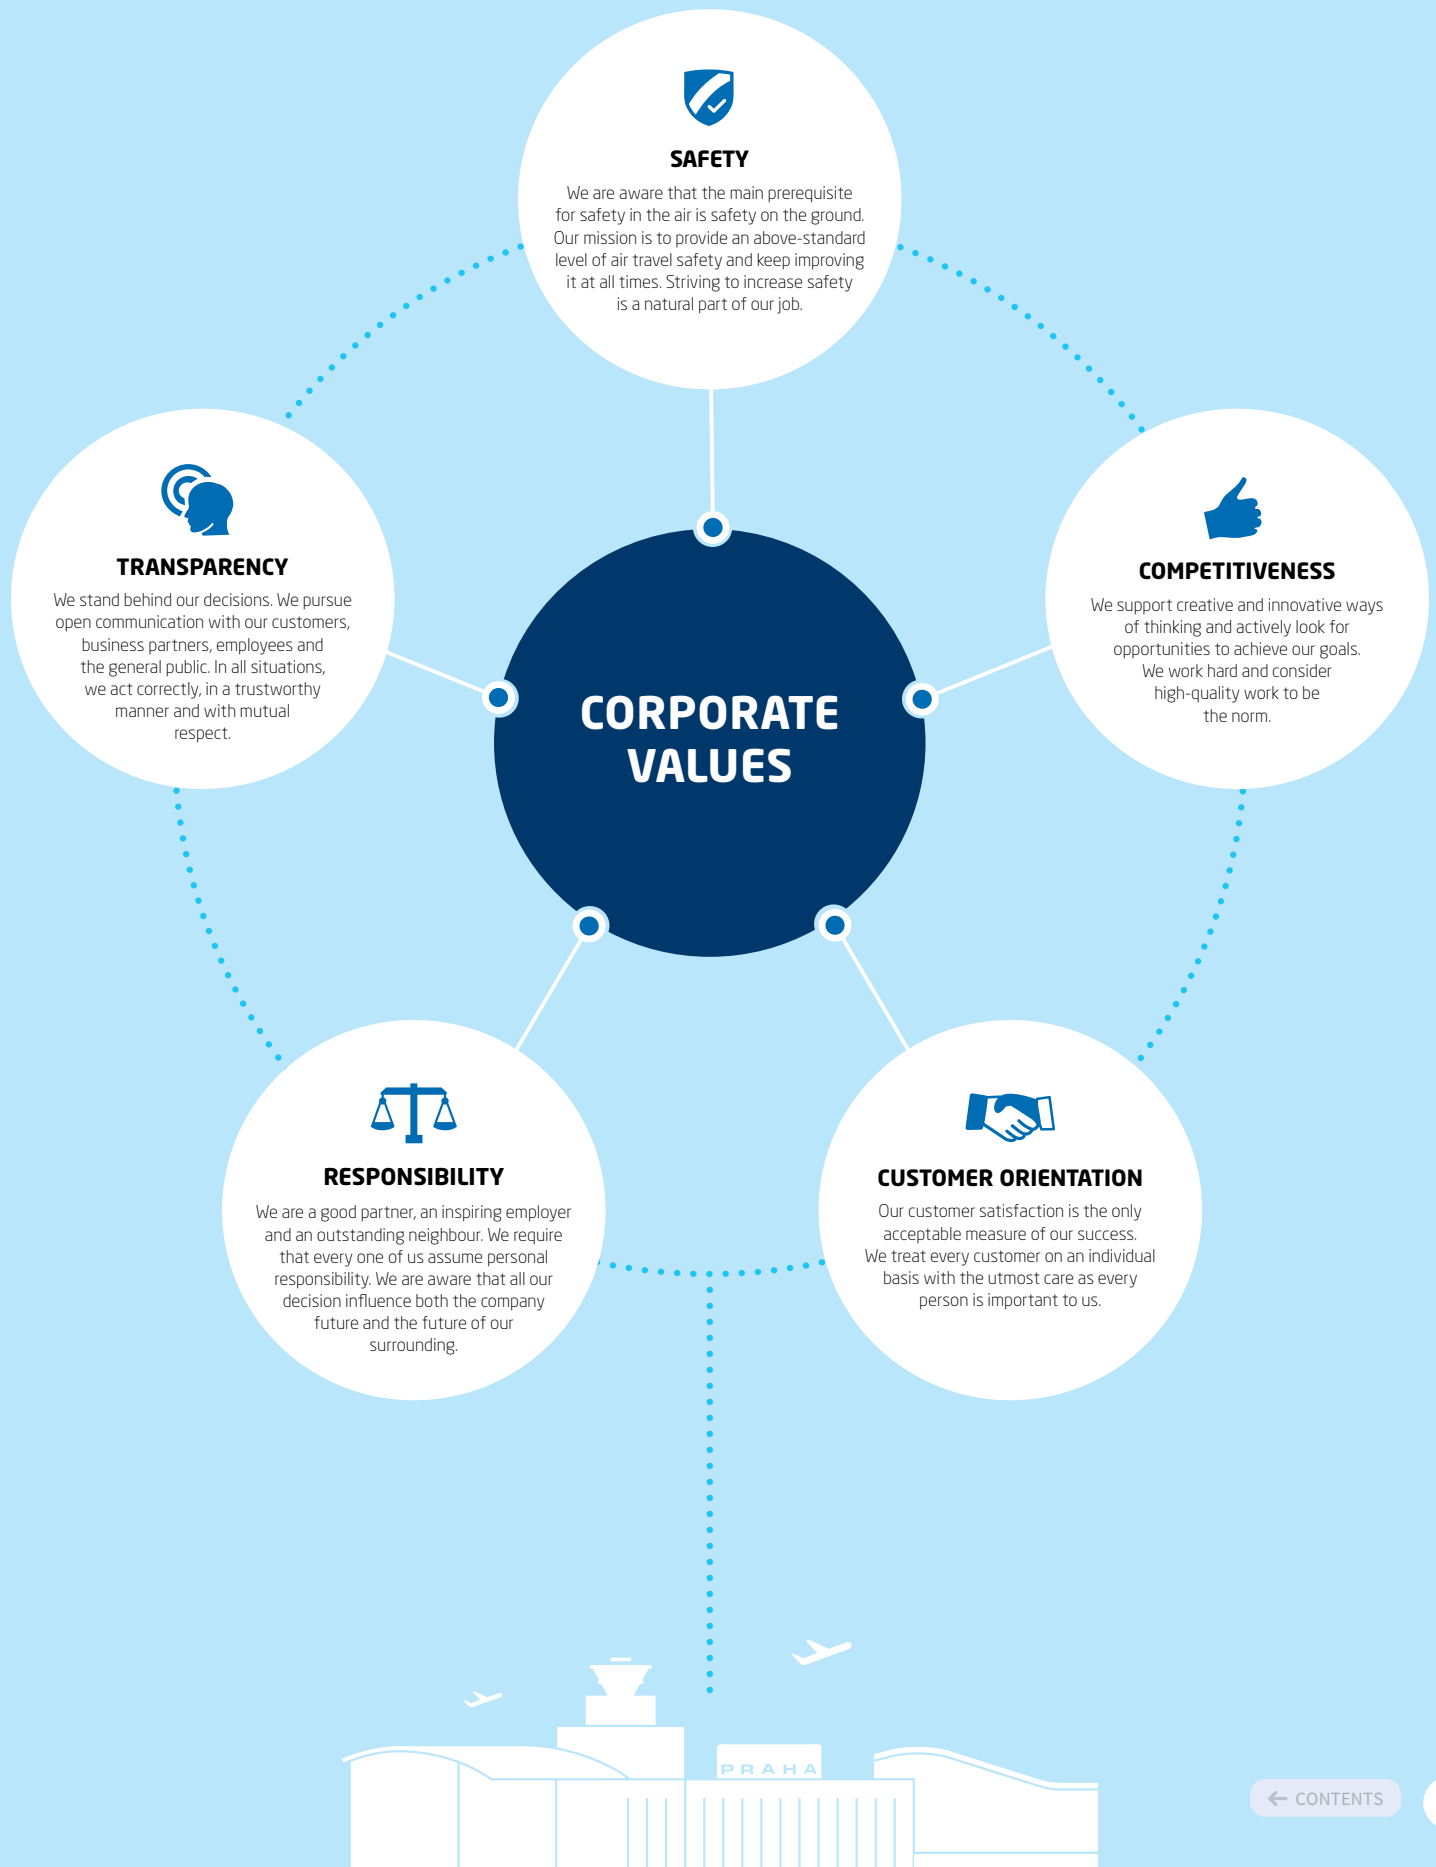 SAFETY
We are aware that the main prerequisite
for safety in the air is safety on the ground.
Our mission is to provide an above-standard
level of air travel safety and keep improving
it at all times. Striving to increase safety
is a natural part of our job.
TRANSPARENCY
We stand behind our decisions. We pursue
open communication with our customers,
business partners, employees and
the general public. In all situations,
we act correctly, in a trustworthy
manner and with mutual
respect.
COMPETITIVENESS
We support creative and innovative ways
of thinking and actively look for
opportunities to achieve our goals.
We work hard and consider
high-quality work to be
the norm.
CORPORATE
VALUES
RESPONSIBILITY
We are a good partner, an inspiring employer
and an outstanding neighbour. We require
that every one of us assume personal
responsibility. We are aware that all our
decision influence both the company
future and the future of our
surrounding.
CUSTOMER ORIENTATION
Our customer satisfaction is the only
acceptable measure of our success.
We treat every customer on an individual
basis with the utmost care as every
person is important to us.
PRAHA
CONTENTS